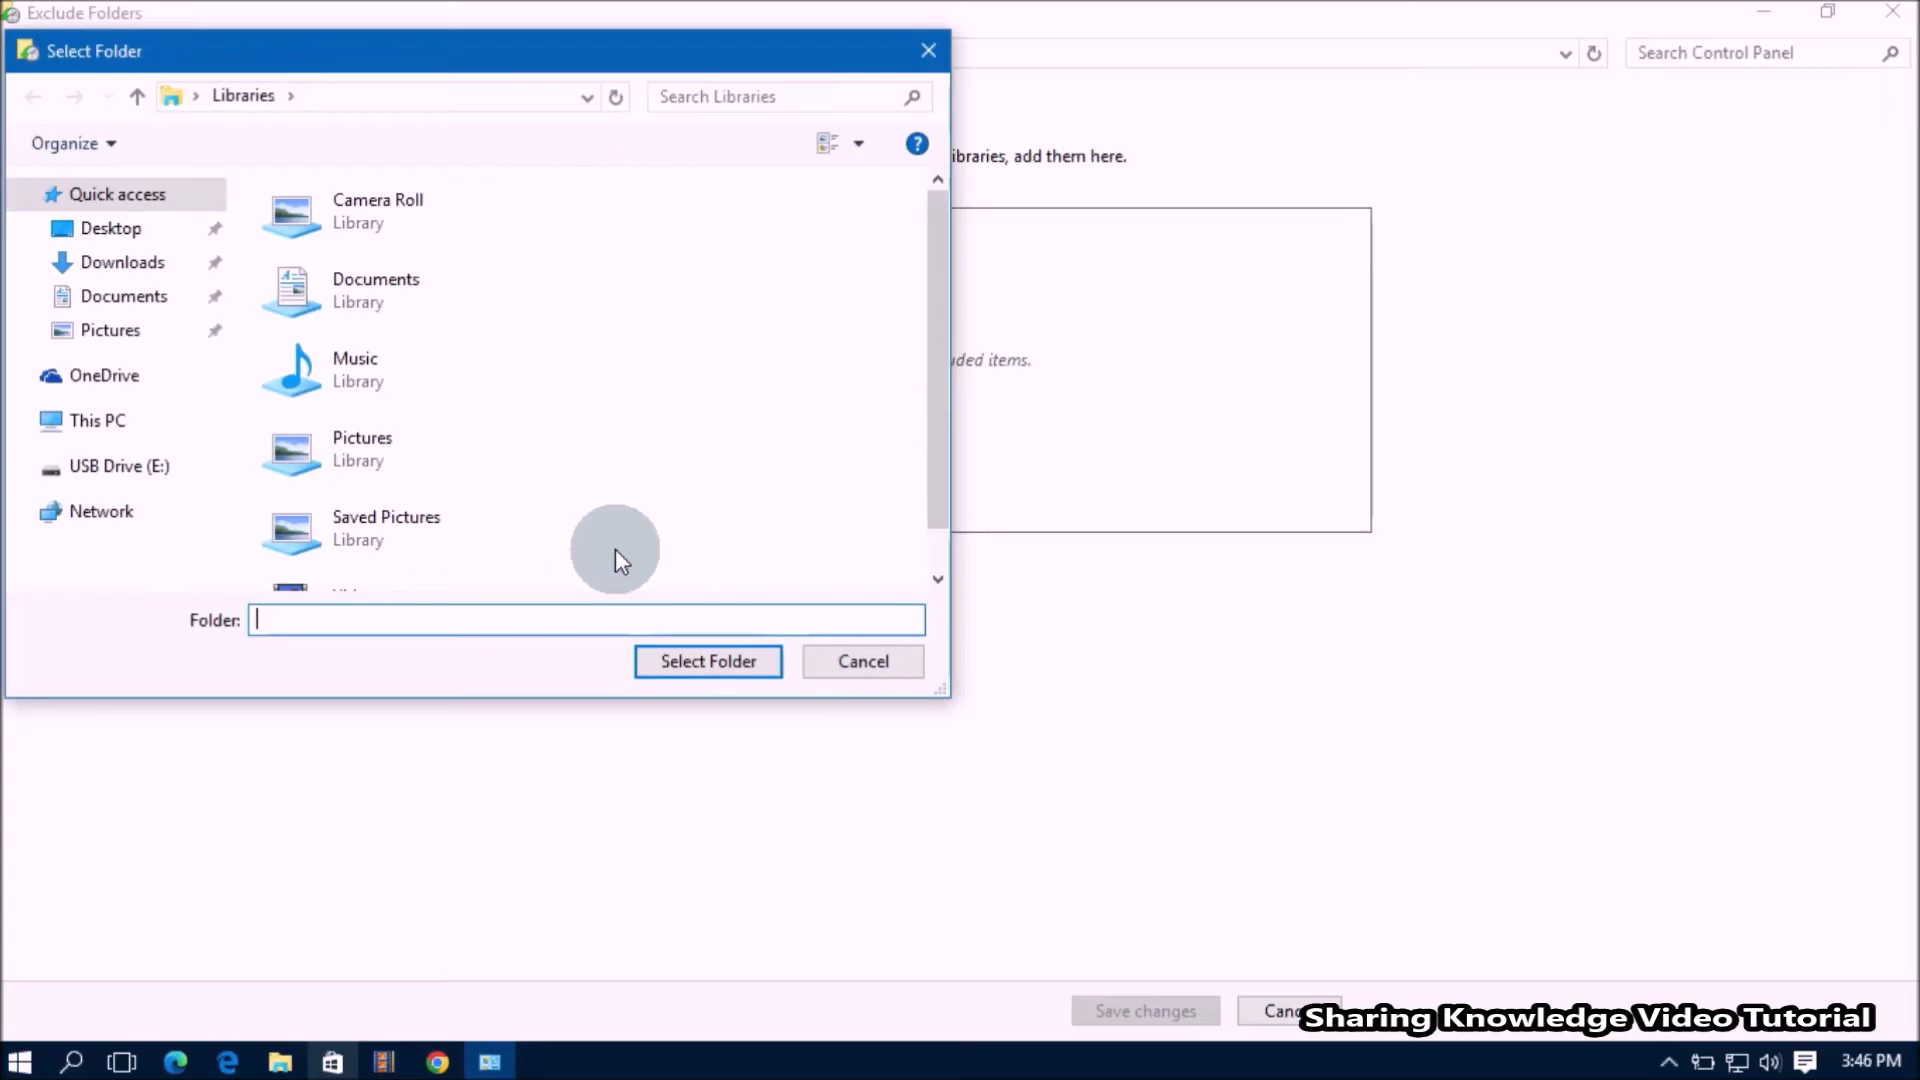 Exclude Folders
Select Folder
Search Control Panel
Libraries
Search Libraries
Organize
ibraries, add them here.
Quick access
Desktop
Downloads
Documents
Pictures
OneDrive
This PC
USB Drive (E:)
Network
Camera Roll
Library
Documents
Library
Music
Library
Pictures
Library
Saved Pictures
Library
uded items.
Folder:
Select Folder
Cancel
Save changes
Canc
Sharing Knowledge Video Tutorial
3:46 PM